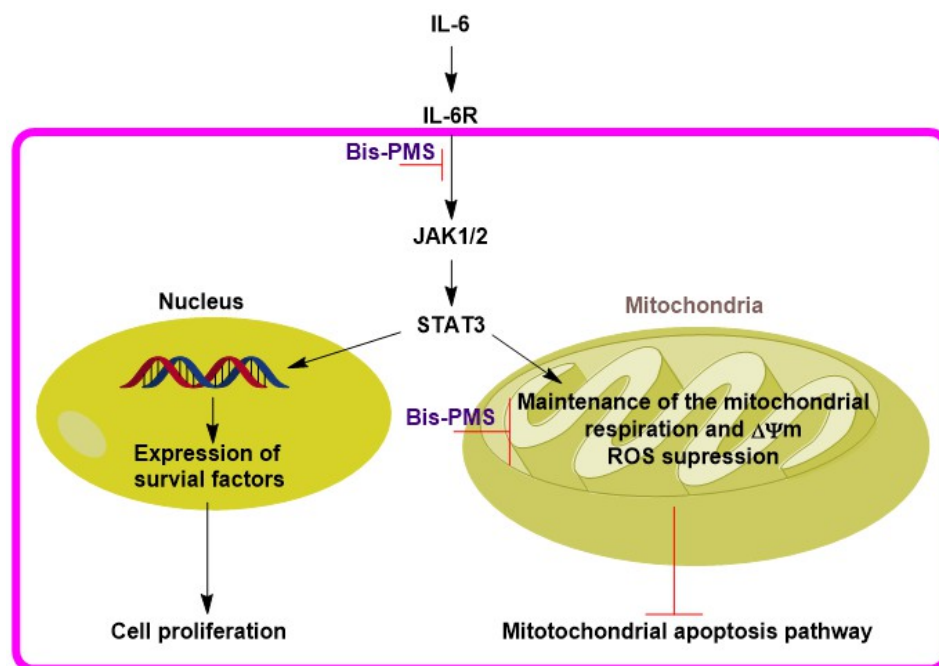 IL-6
IL-6R
Bis-PMS
JAK1/2
STAT3
Nucleus
Expression of
survial factors
Cell proliferation
Mitochondria
Bis-PMS
Maintenance of the mitochondrial
respiration and ΔΨm
ROS supression
Mitotochondrial apoptosis pathway